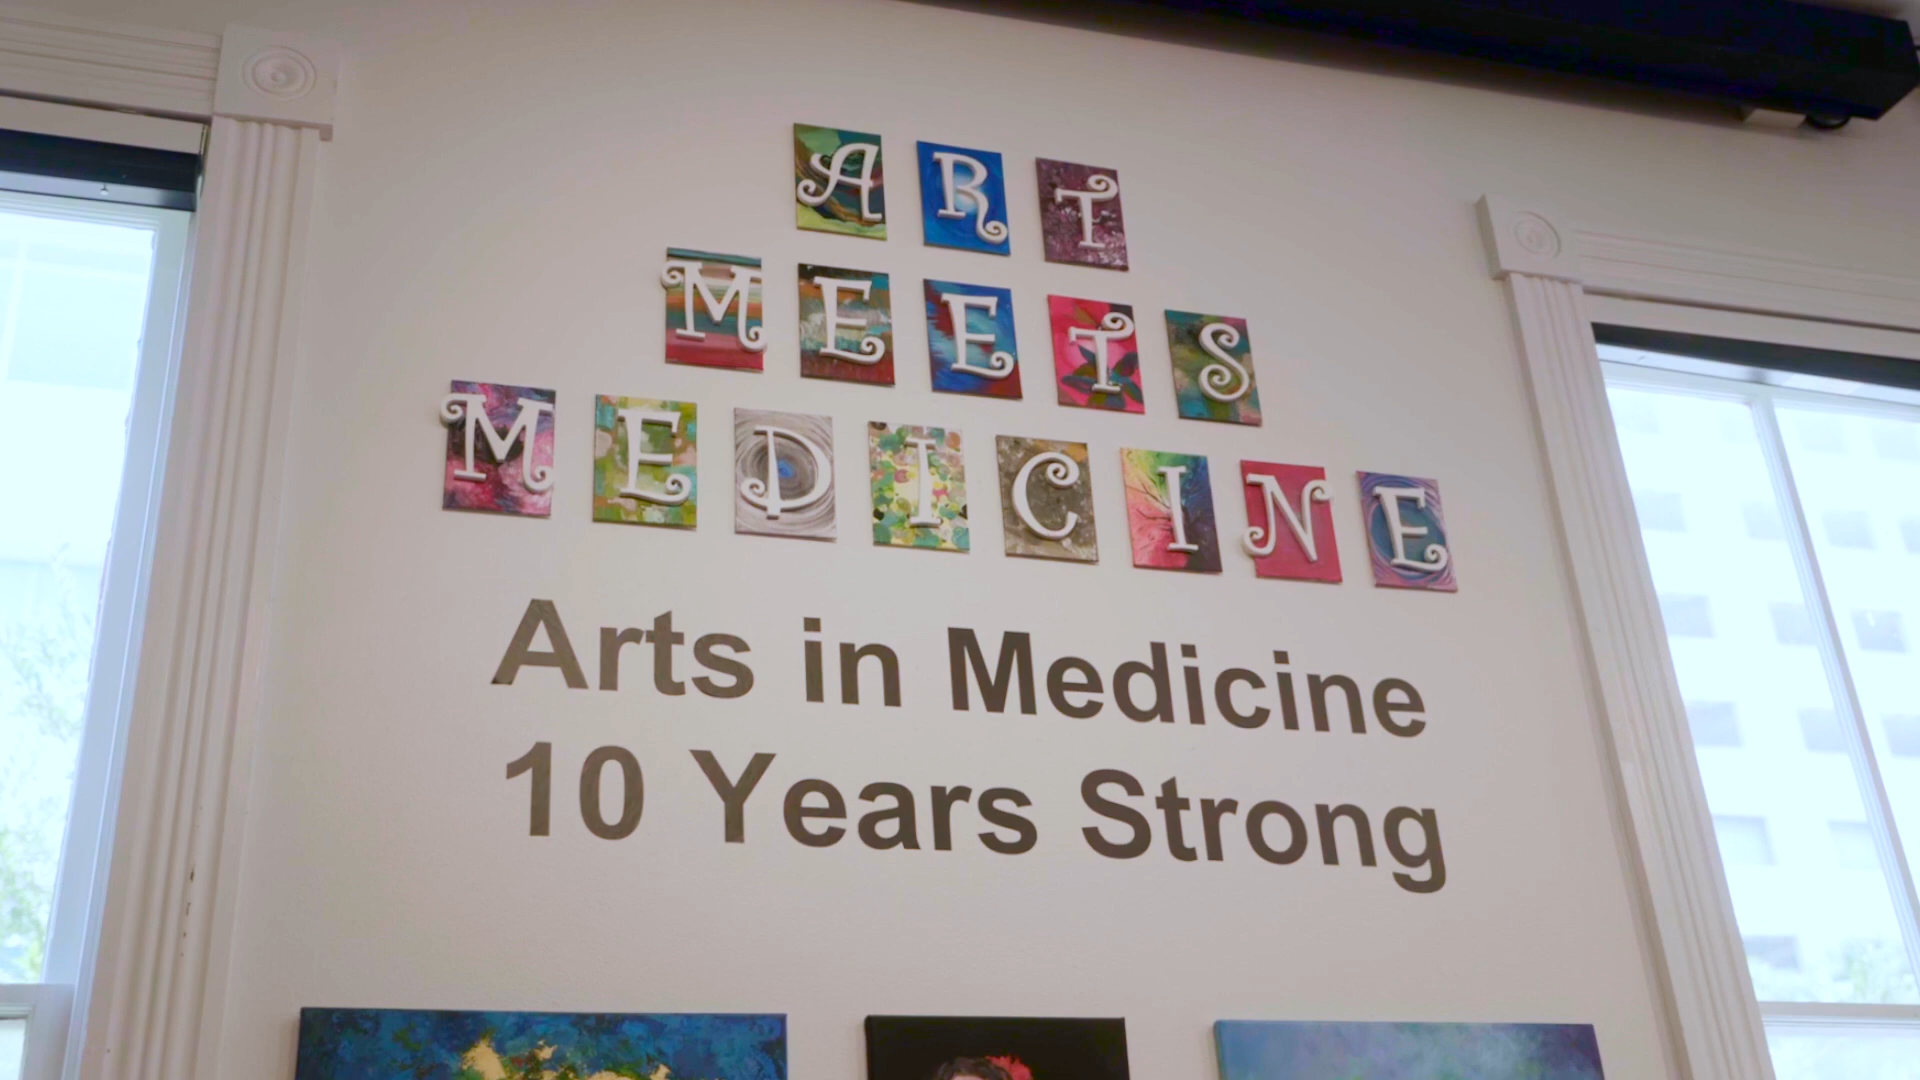 ART
MEETS
MEDICINE
Arts in Medicine
10 Years Strong